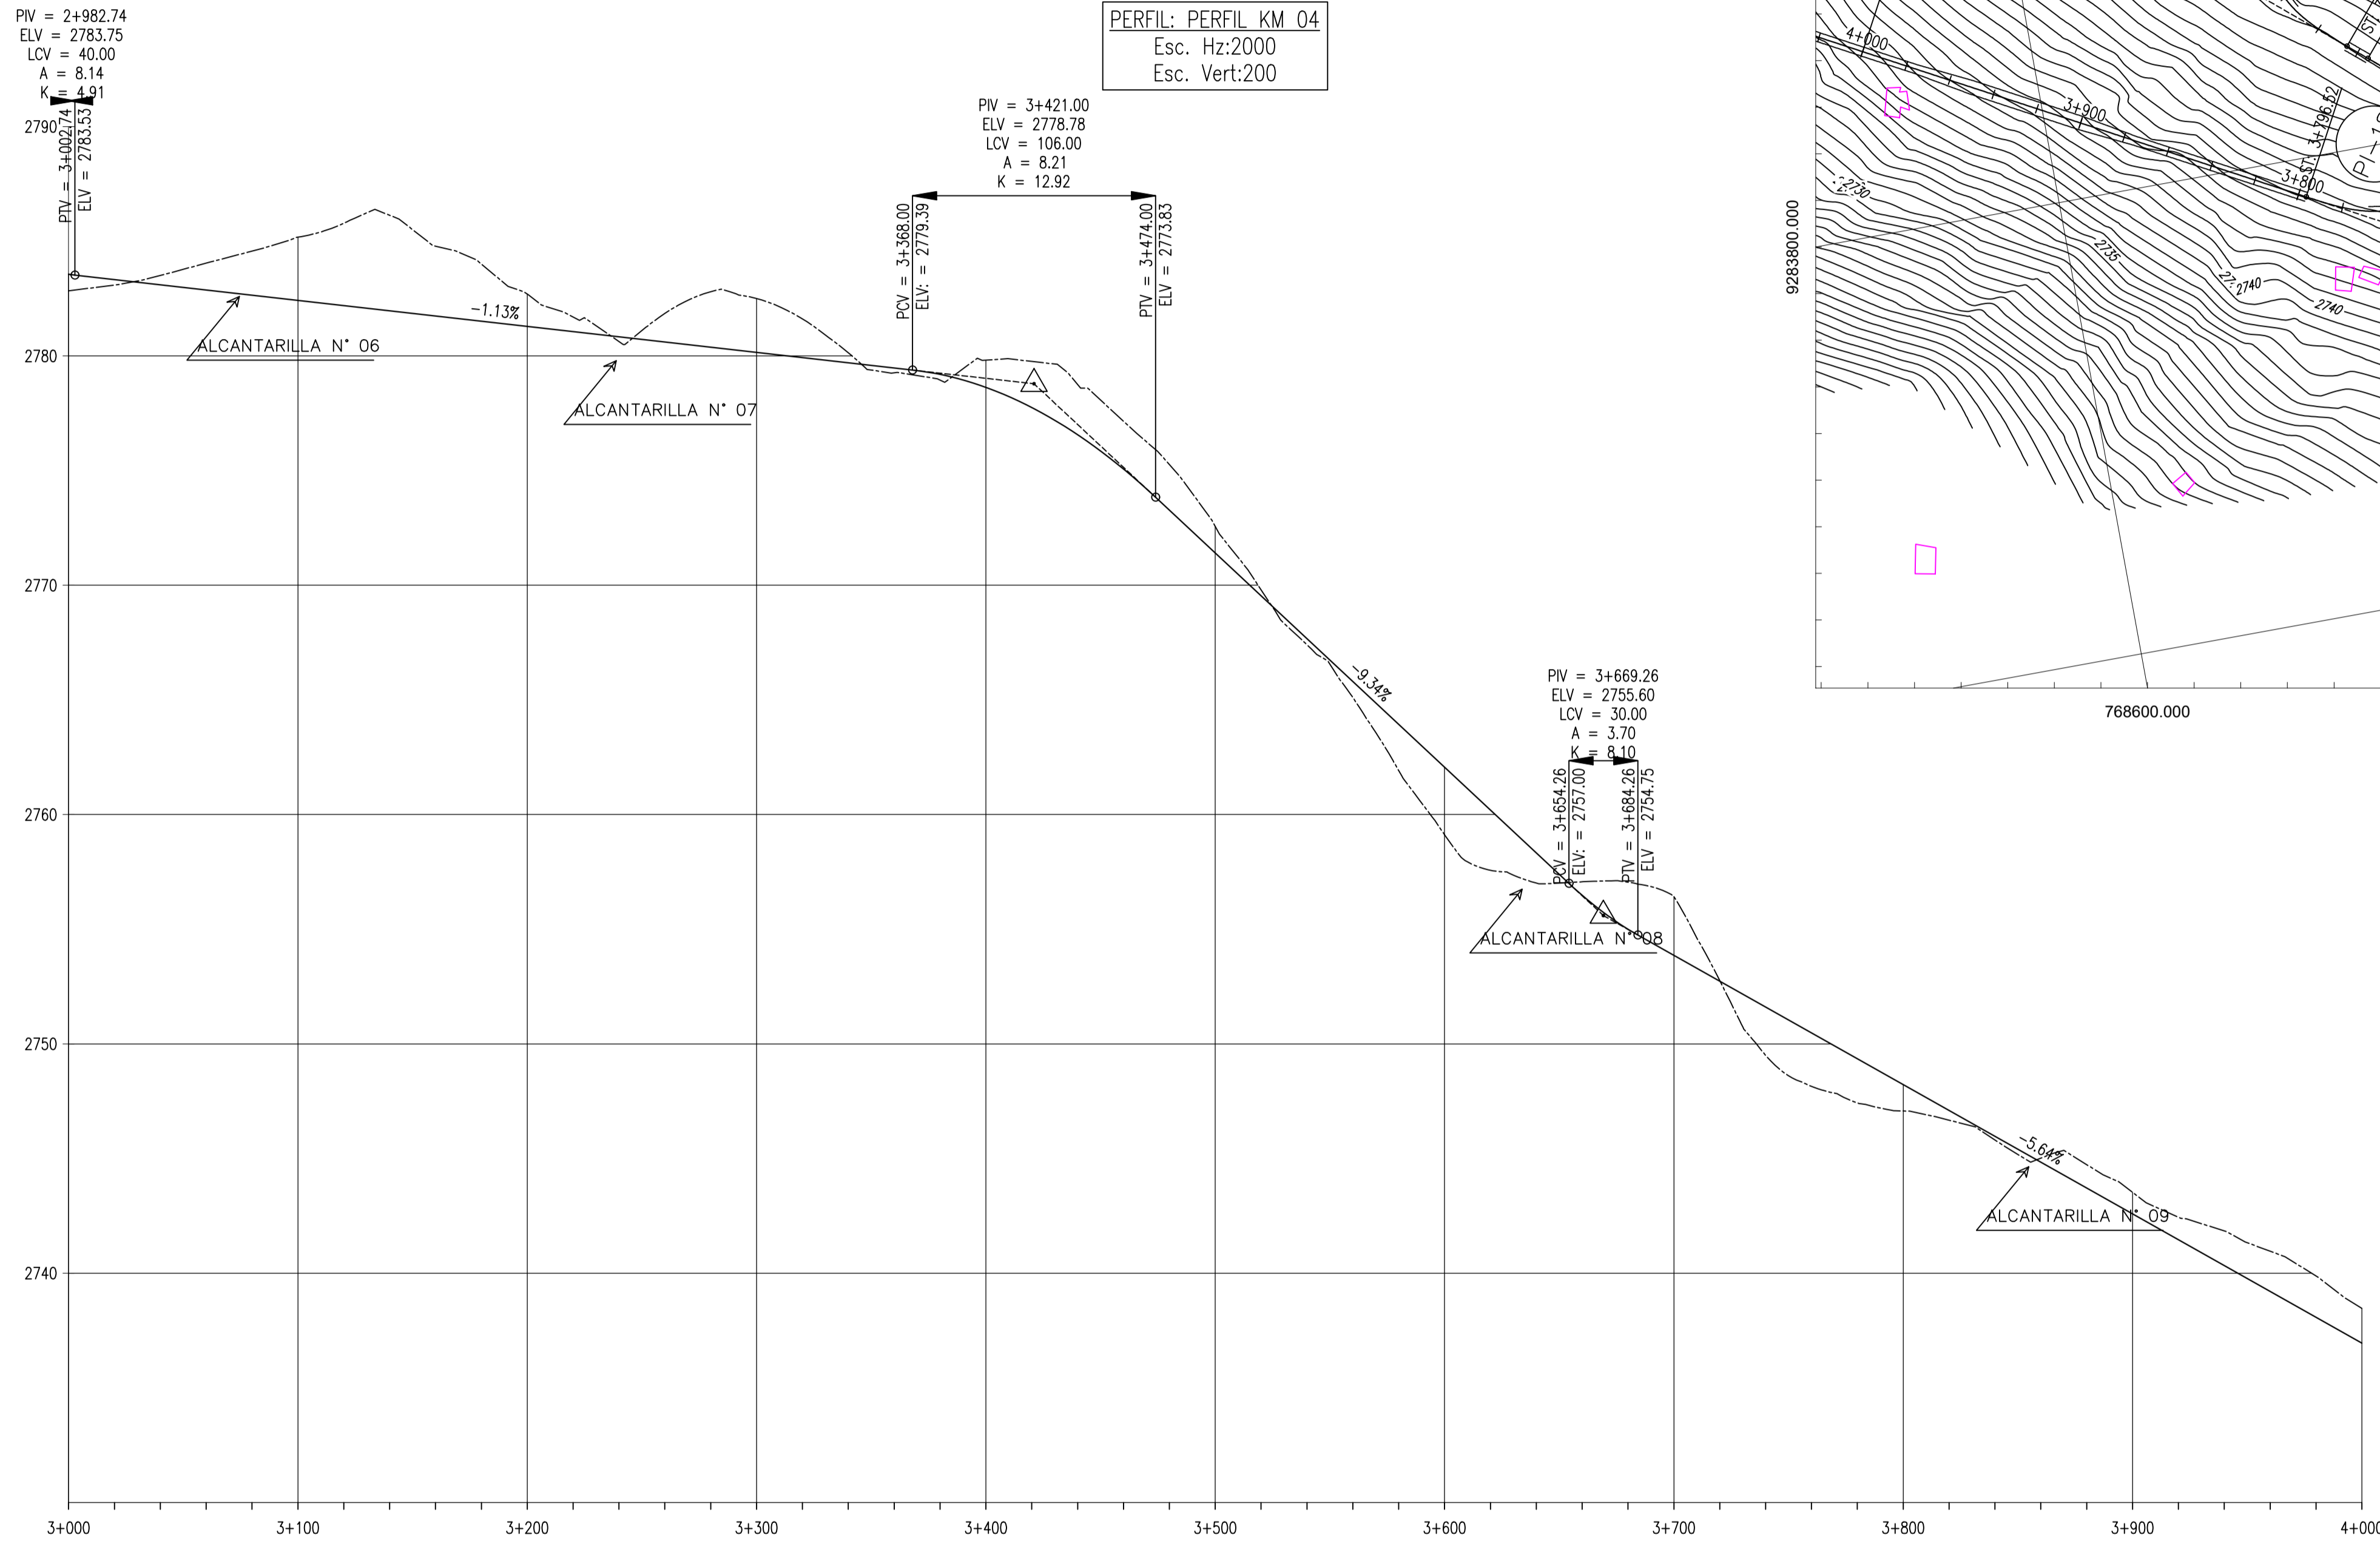 PIV = 2+982.74
ELV = 2783.75
LCV = 40.00
A = 8.14
K = 4.91
PTV = 3+002.74
ELV = 2783.53
PERFIL: PERFIL KM 04
Esc. Hz:2000
Esc. Vert:200
PIV = 3+421.00
ELV = 2778.78
LCV = 106.00
A = 8.21
K = 12.92
PCV = 3+368.00
ELV: = 2779.39
PTV = 3+474.00
ELV = 2773.83
-1.13%
ALCANTARILLA N° 06
ALCANTARILLA N° 07
-9.34%
PIV = 3+669.26
ELV = 2755.60
LCV = 30.00
A = 3.70
K = 8.10
PCV = 3+654.26
ELV: = 2757.00
PTV = 3+684.26
ELV = 2754.75
ALCANTARILLA N° 08
-5.64%
ALCANTARILLA N° 09
2790
2780
2770
2760
2750
2740
3+000
3+100
3+200
3+300
3+400
3+500
3+600
3+700
3+800
3+900
4+000
4+000
3+900
3+800
ST: 3+796.52
2730
2735
2740
2740
9283800.000
768600.000